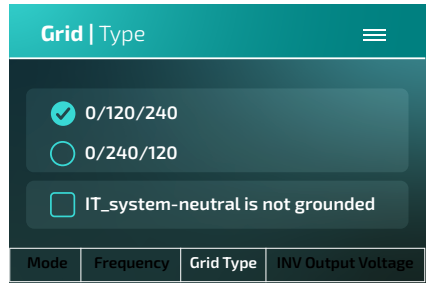 Grid | Type
0/120/240
0/240/120
IT_system-neutral is not grounded
Mode Frequency Grid Type INV Output Voltage